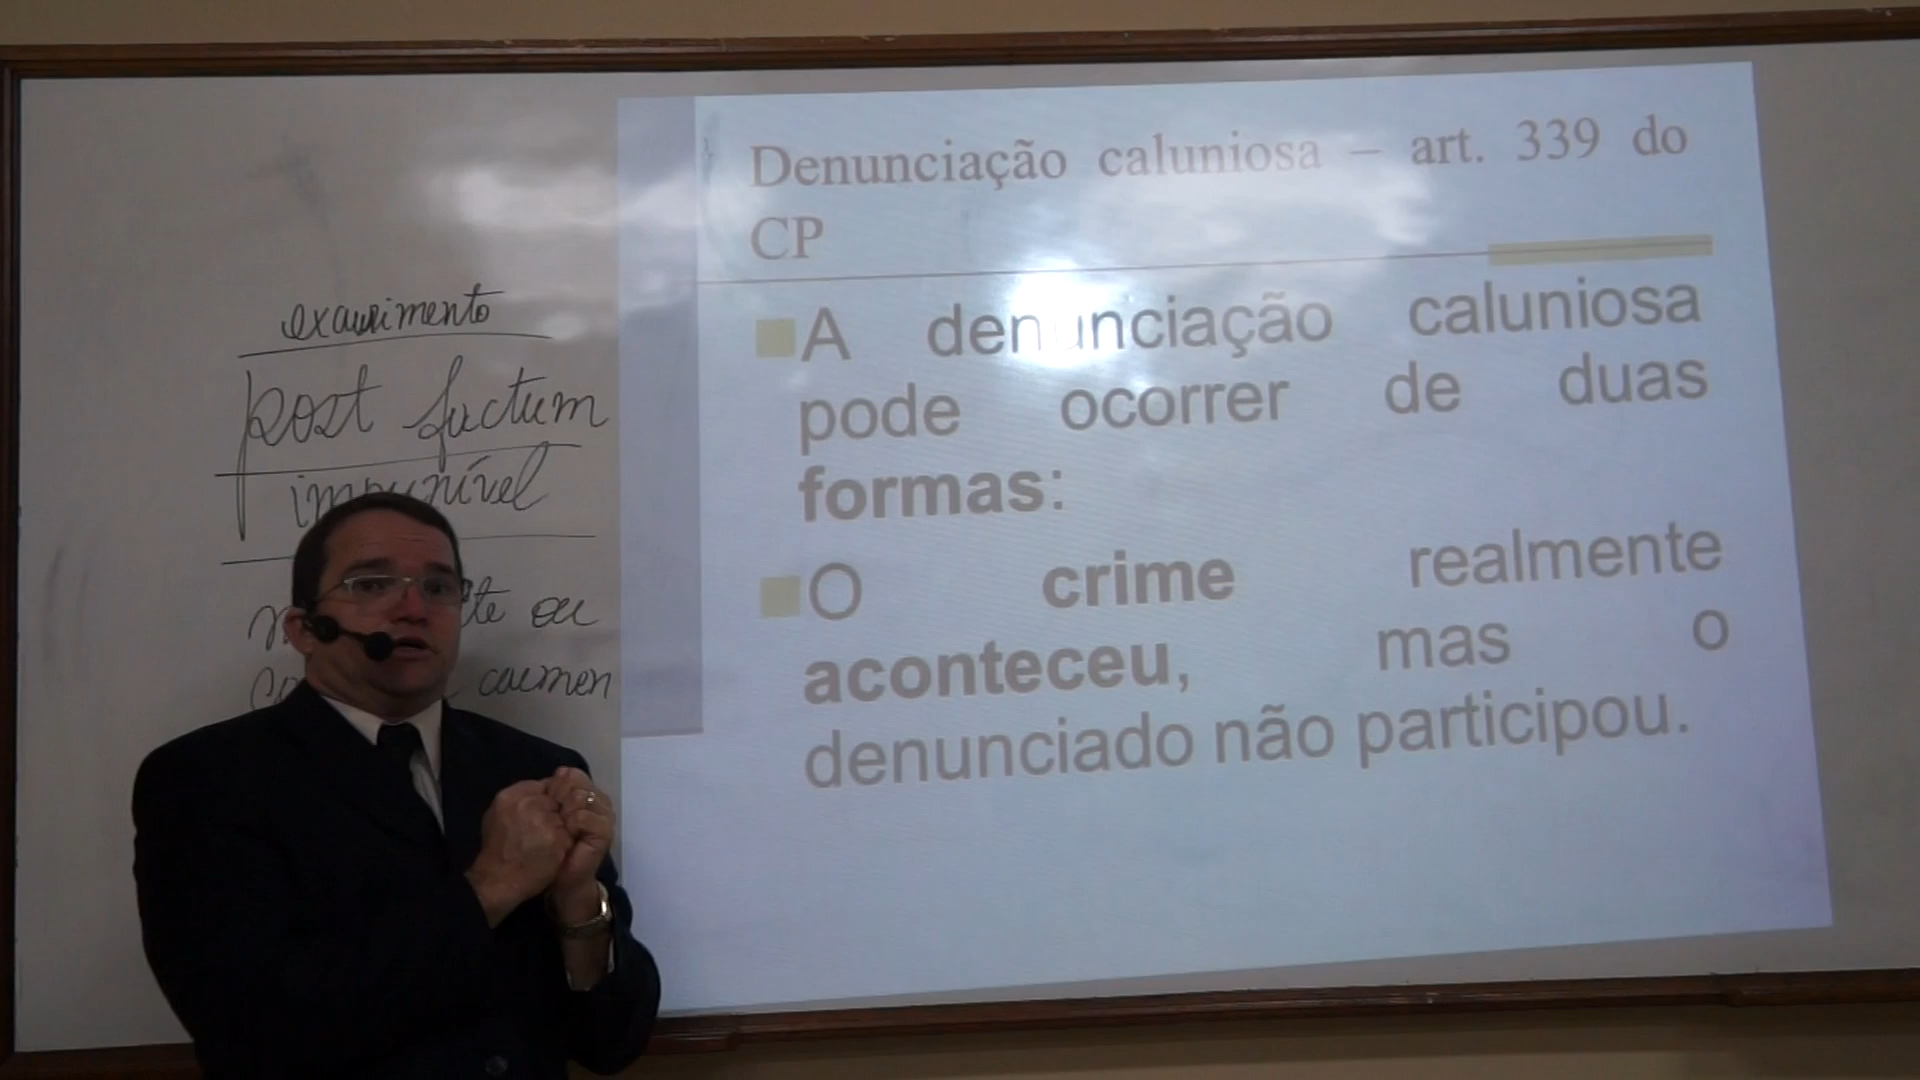 exaurimento
post factum
impunível
ou
Denunciação caluniosa – art. 339 do
CP
A denunciação caluniosa
pode ocorrer de duas
formas:
O crime realmente
aconteceu, mas o
denunciado não participou.